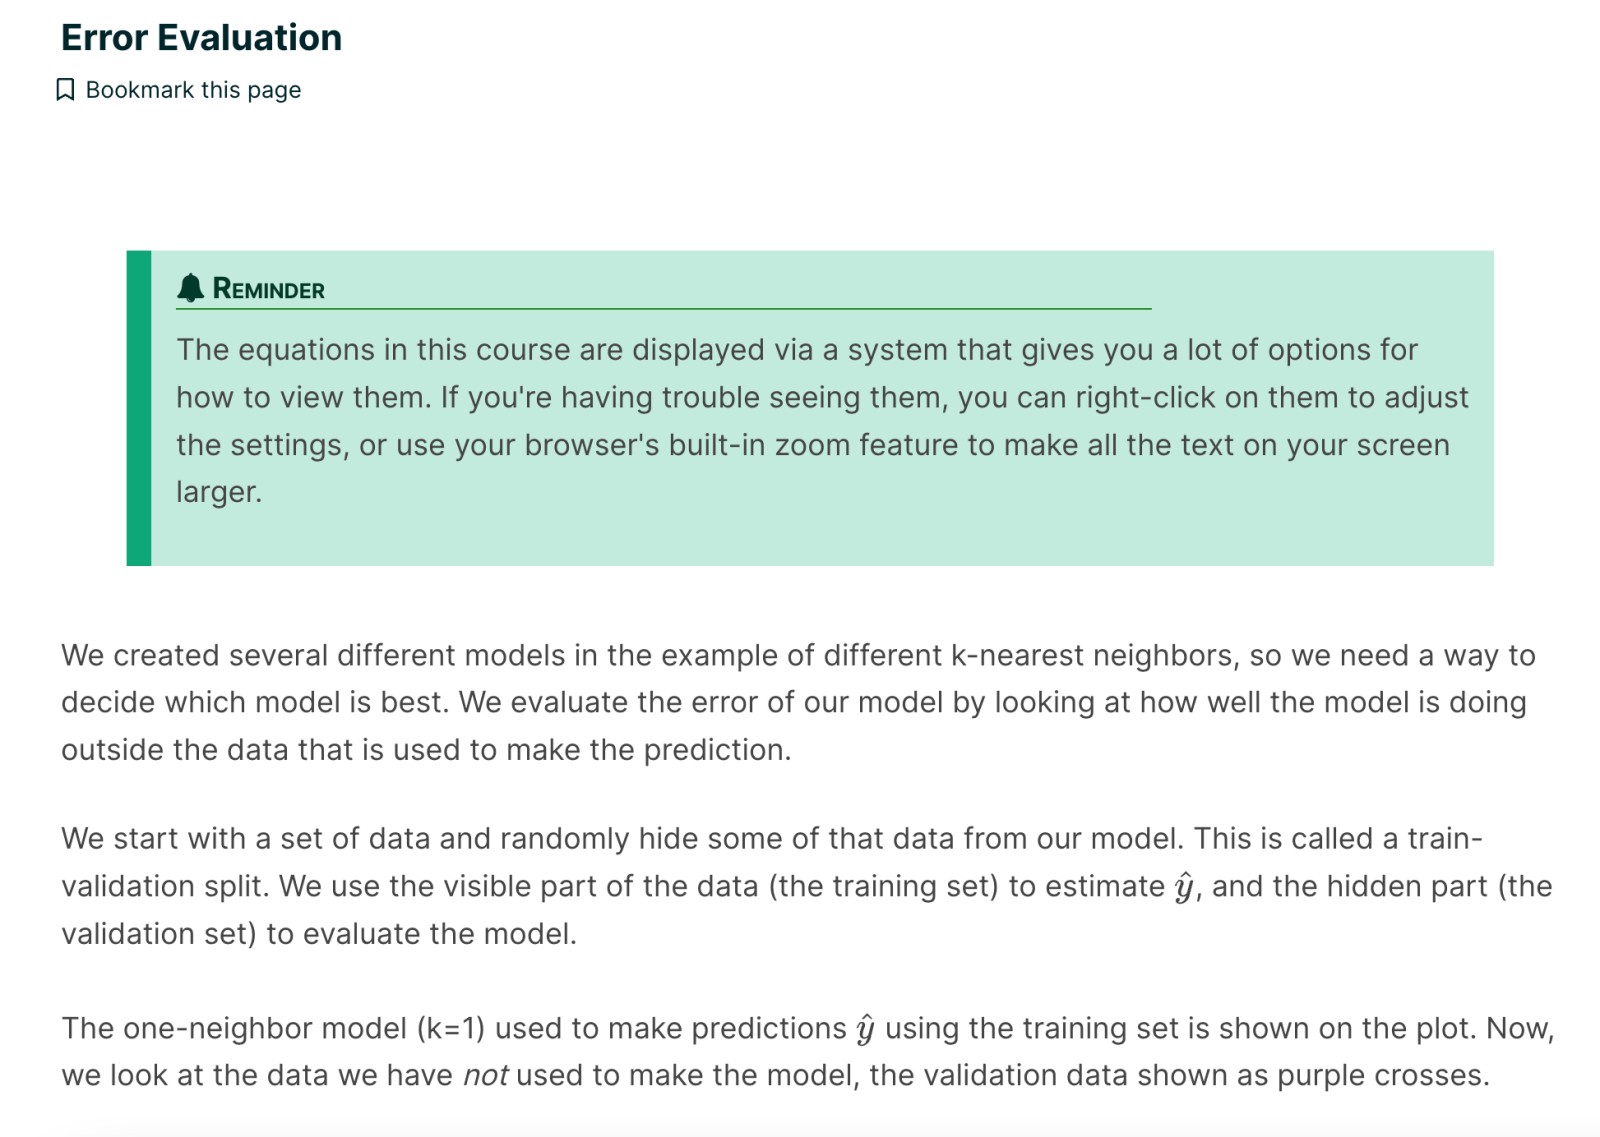 Error Evaluation
Bookmark this page
REMINDER
The equations in this course are displayed via a system that gives you a lot of options for
how to view them. If you're having trouble seeing them, you can right-click on them to adjust
the settings, or use your browser's built-in zoom feature to make all the text on your screen
larger.
We created several different models in the example of different k-nearest neighbors, so we need a way to
decide which model is best. We evaluate the error of our model by looking at how well the model is doing
outside the data that is used to make the prediction.
We start with a set of data and randomly hide some of that data from our model. This is called a train-
validation split. We use the visible part of the data (the training set) to estimate ŷ, and the hidden part (the
validation set) to evaluate the model.
The one-neighbor model (k=1) used to make predictions ŷ using the training set is shown on the plot. Now,
we look at the data we have not used to make the model, the validation data shown as purple crosses.